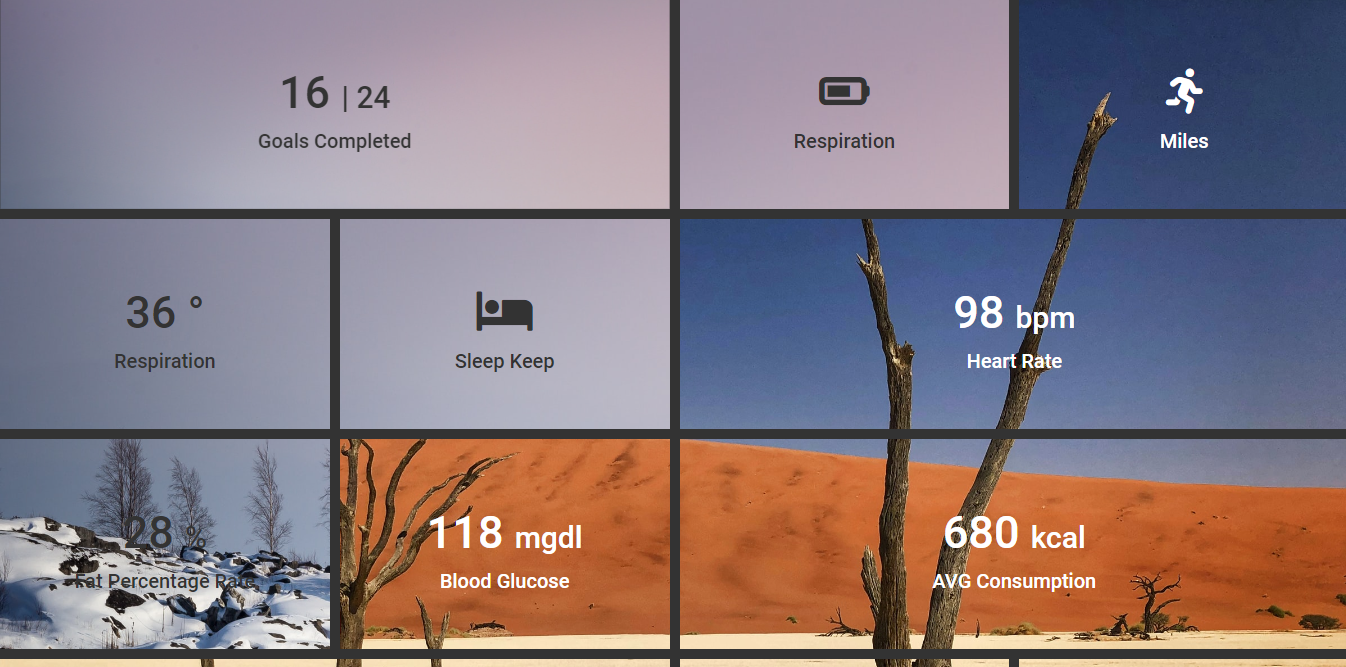 16 | 24
Goals Completed
Respiration
Miles
36 °
Respiration
Sleep Keep
98 bpm
Heart Rate
28 %
Fat Percentage Rate
118 mgdl
Blood Glucose
680 kcal
AVG Consumption